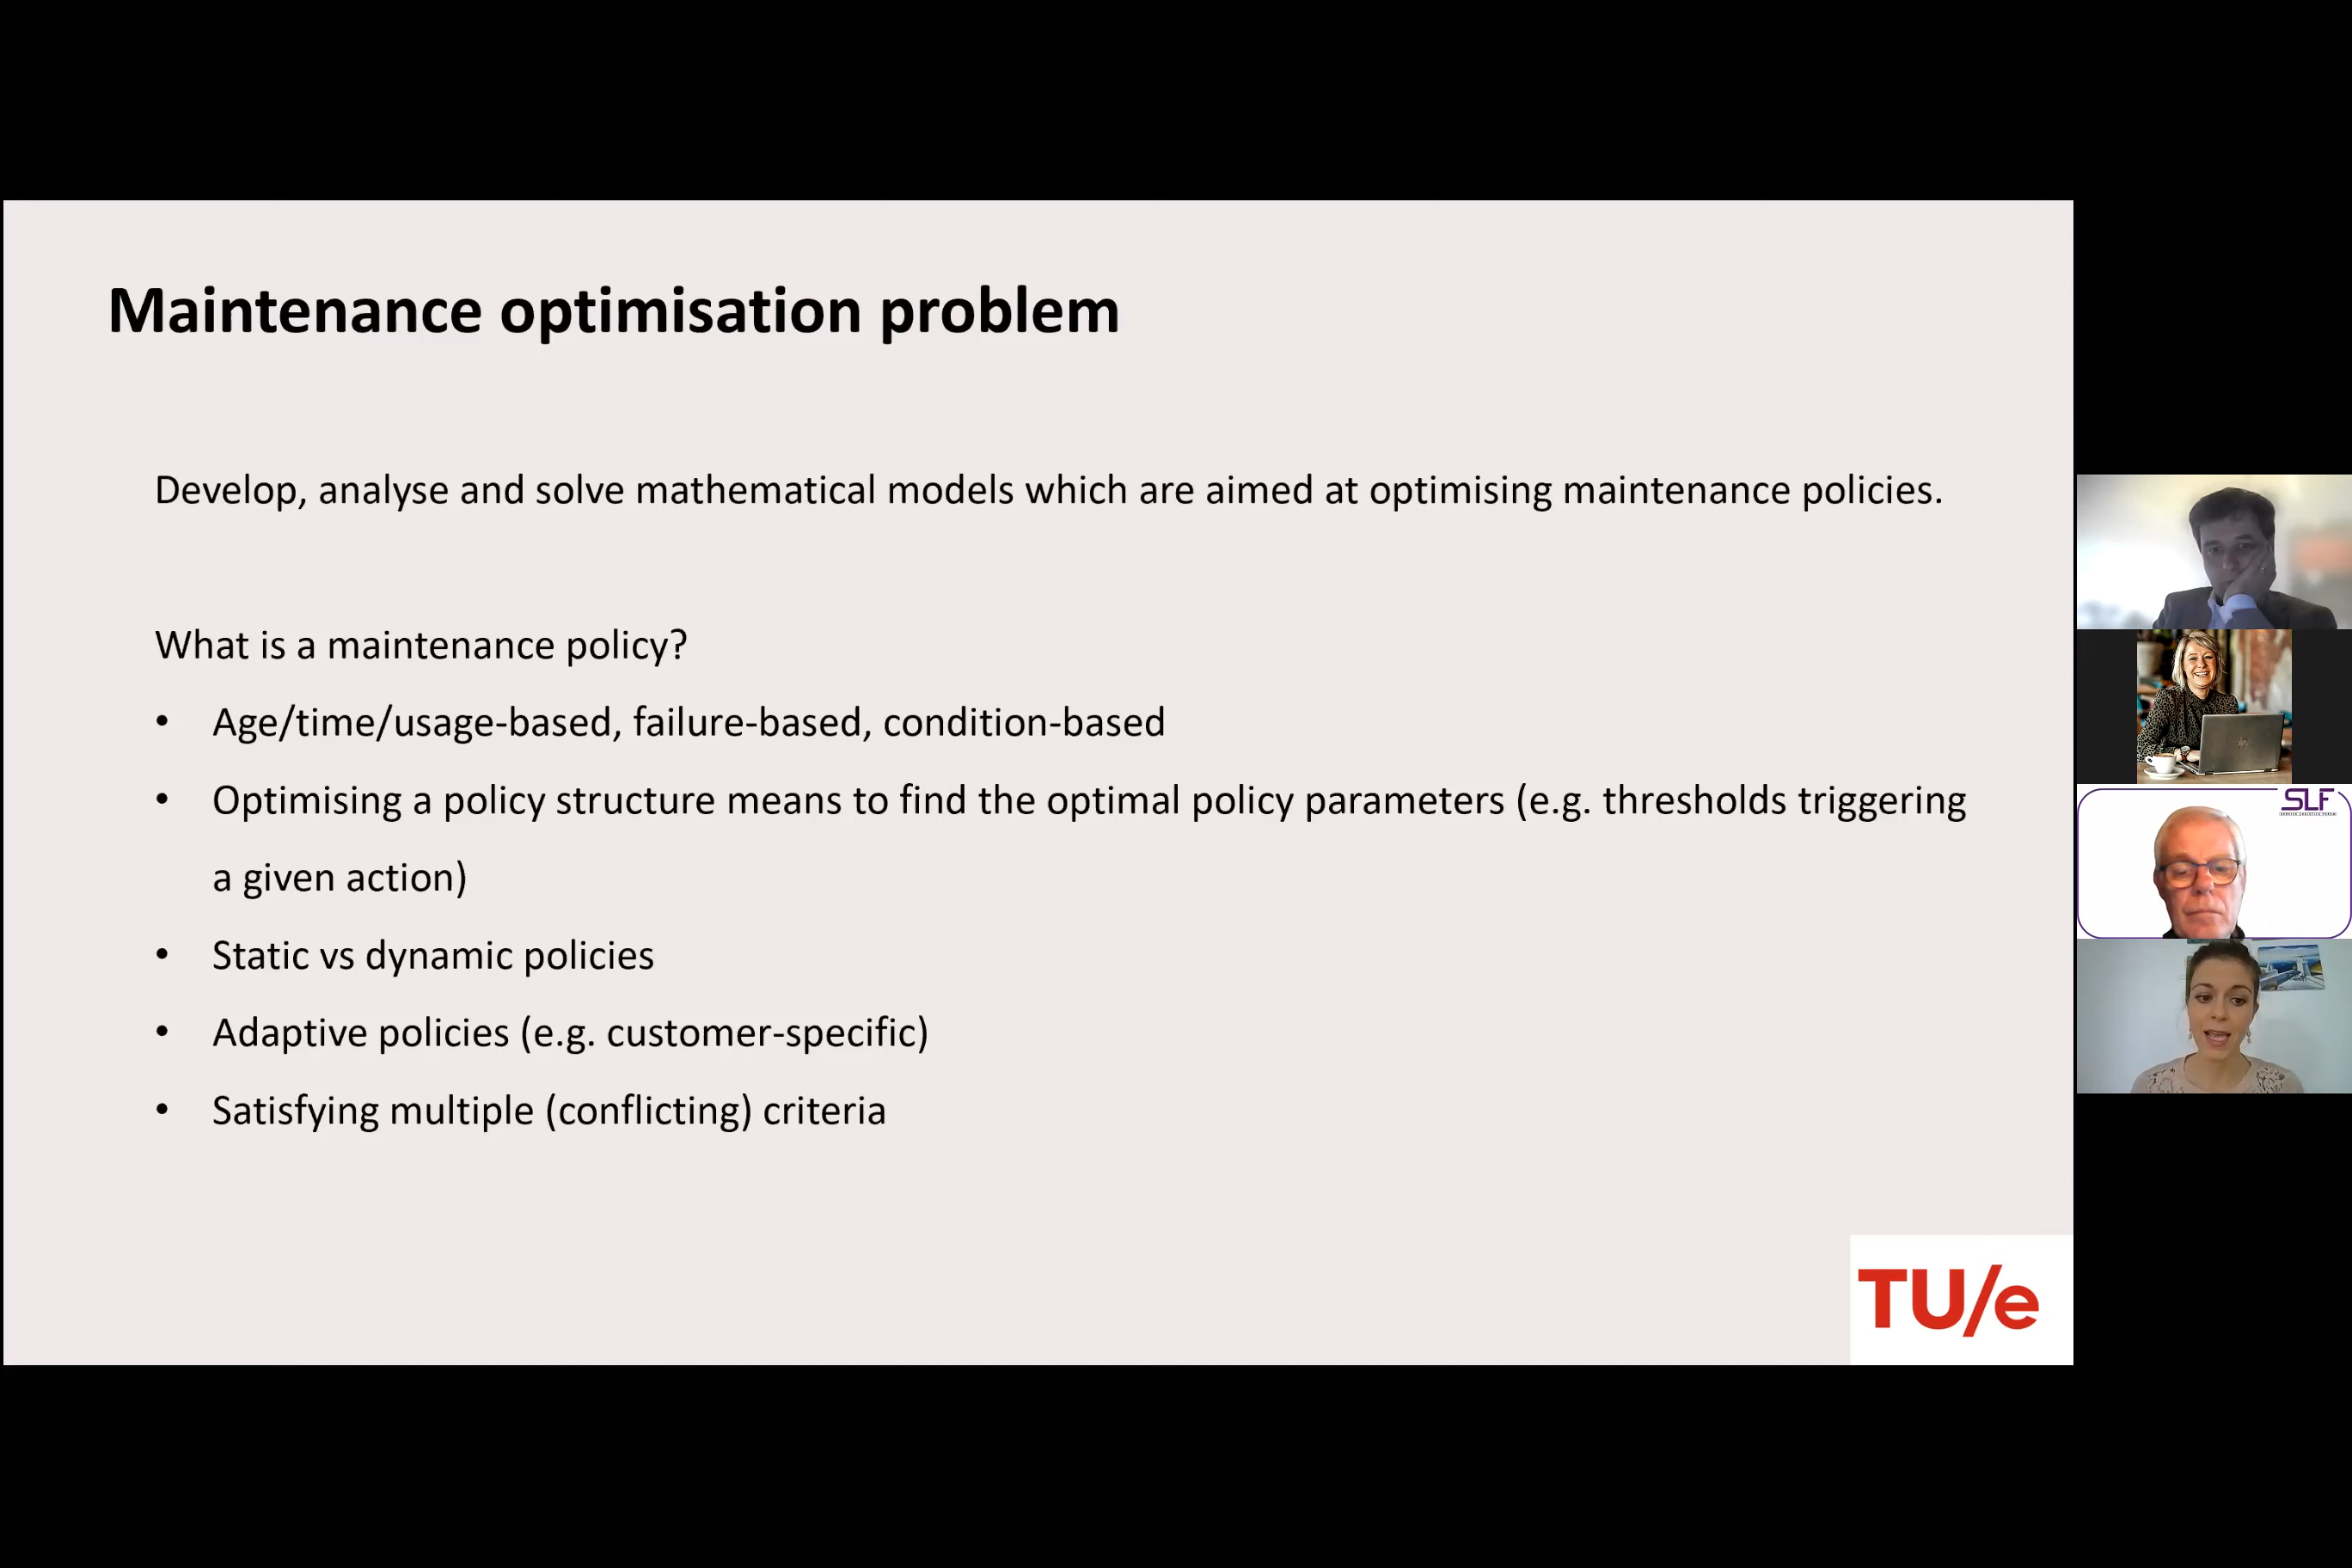 Maintenance optimisation problem
Develop, analyse and solve mathematical models which are aimed at optimising maintenance policies.
What is a maintenance policy?
• Age/time/usage-based, failure-based, condition-based
• Optimising a policy structure means to find the optimal policy parameters (e.g. thresholds triggering
a given action)
• Static vs dynamic policies
• Adaptive policies (e.g. customer-specific)
• Satisfying multiple (conflicting) criteria
TU/e
SLF